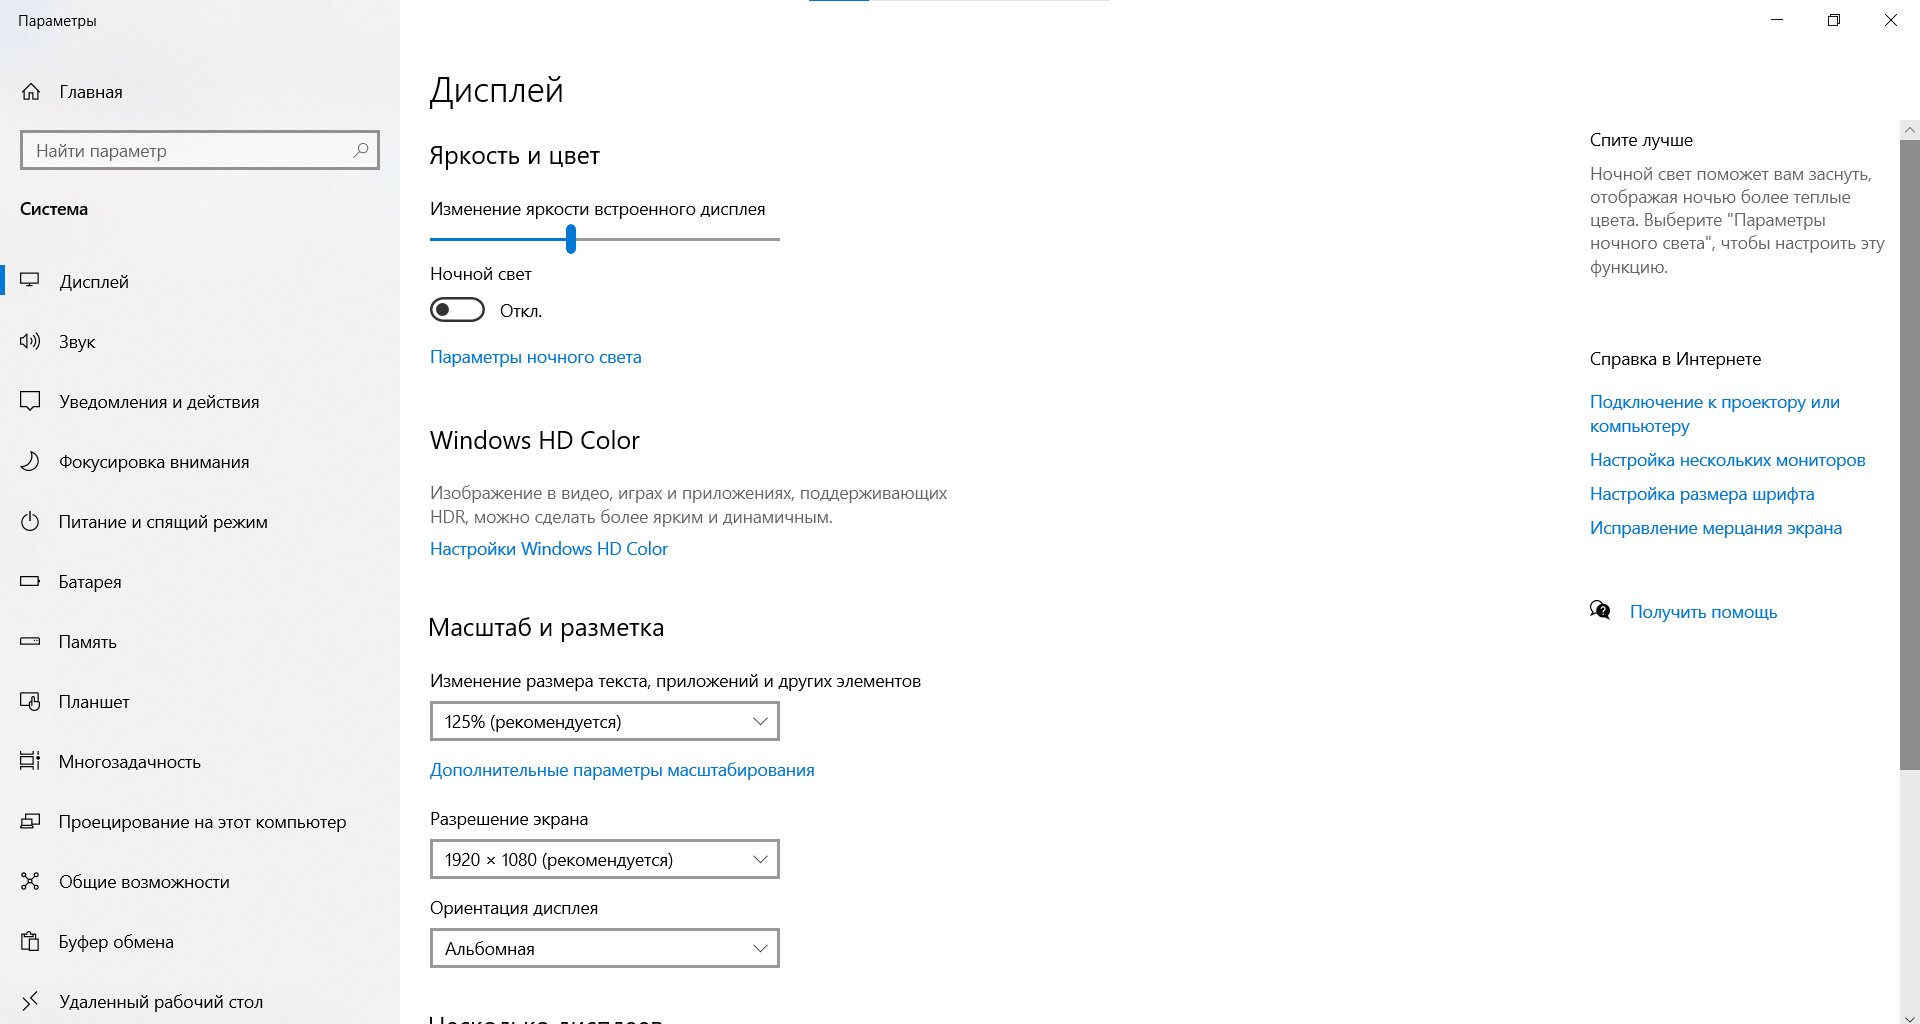 Параметры
Главная
Найти параметр
Система
Дисплей
Звук
Уведомления и действия
Фокусировка внимания
Питание и спящий режим
Батарея
Память
Планшет
Многозадачность
Проецирование на этот компьютер
Общие возможности
Буфер обмена
Удаленный рабочий стол
Дисплей
Яркость и цвет
Изменение яркости встроенного дисплея
Ночной свет
Откл.
Параметры ночного света
Windows HD Color
Изображение в видео, играх и приложениях, поддерживающих
HDR, можно сделать более ярким и динамичным.
Настройки Windows HD Color
Масштаб и разметка
Изменение размера текста, приложений и других элементов
125% (рекомендуется)
Дополнительные параметры масштабирования
Разрешение экрана
1920 × 1080 (рекомендуется)
Ориентация дисплея
Альбомная
Несколько дисплеев
Спите лучше
Ночной свет поможет вам заснуть,
отображая ночью более теплые
цвета. Выберите "Параметры
ночного света", чтобы настроить эту
функцию.
Справка в Интернете
Подключение к проектору или
компьютеру
Настройка нескольких мониторов
Настройка размера шрифта
Исправление мерцания экрана
Получить помощь